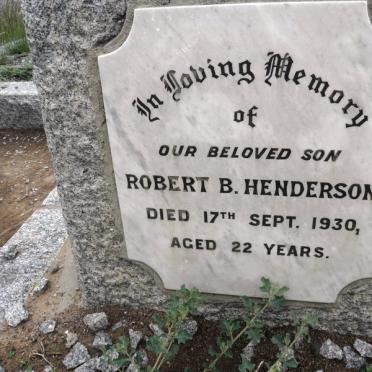 In Loving Memory
of
OUR BELOVED SON
ROBERT B. HENDERSON
DIED 17TH SEPT. 1930,
AGED 22 YEARS.